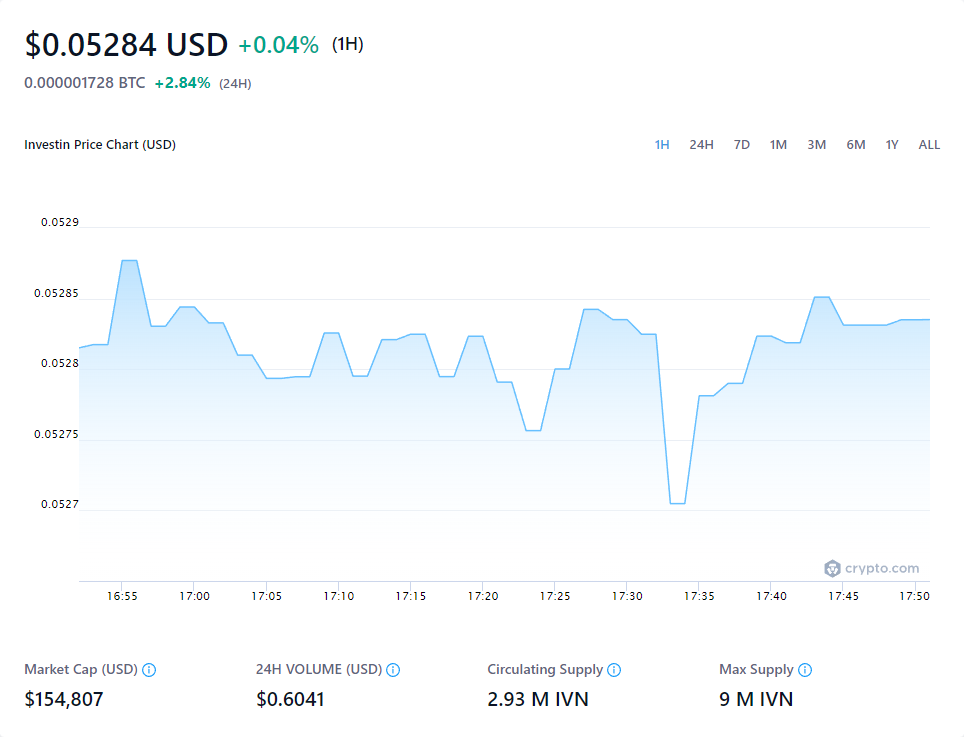 $0.05284 USD +0.04% (1H)
0.000001728 BTC +2.84% (24H)
Investin Price Chart (USD) 1H 24H 7D 1M 3M 6M 1Y ALL
0.0529
0.05285
0.0528
0.05275
0.0527
crypto.com
16:55 17:00 17:05 17:10 17:15 17:20 17:25 17:30 17:35 17:40 17:45 17:50
Market Cap (USD) 24H VOLUME (USD) Circulating Supply Max Supply
$154,807 $0.6041 2.93 M IVN 9 M IVN